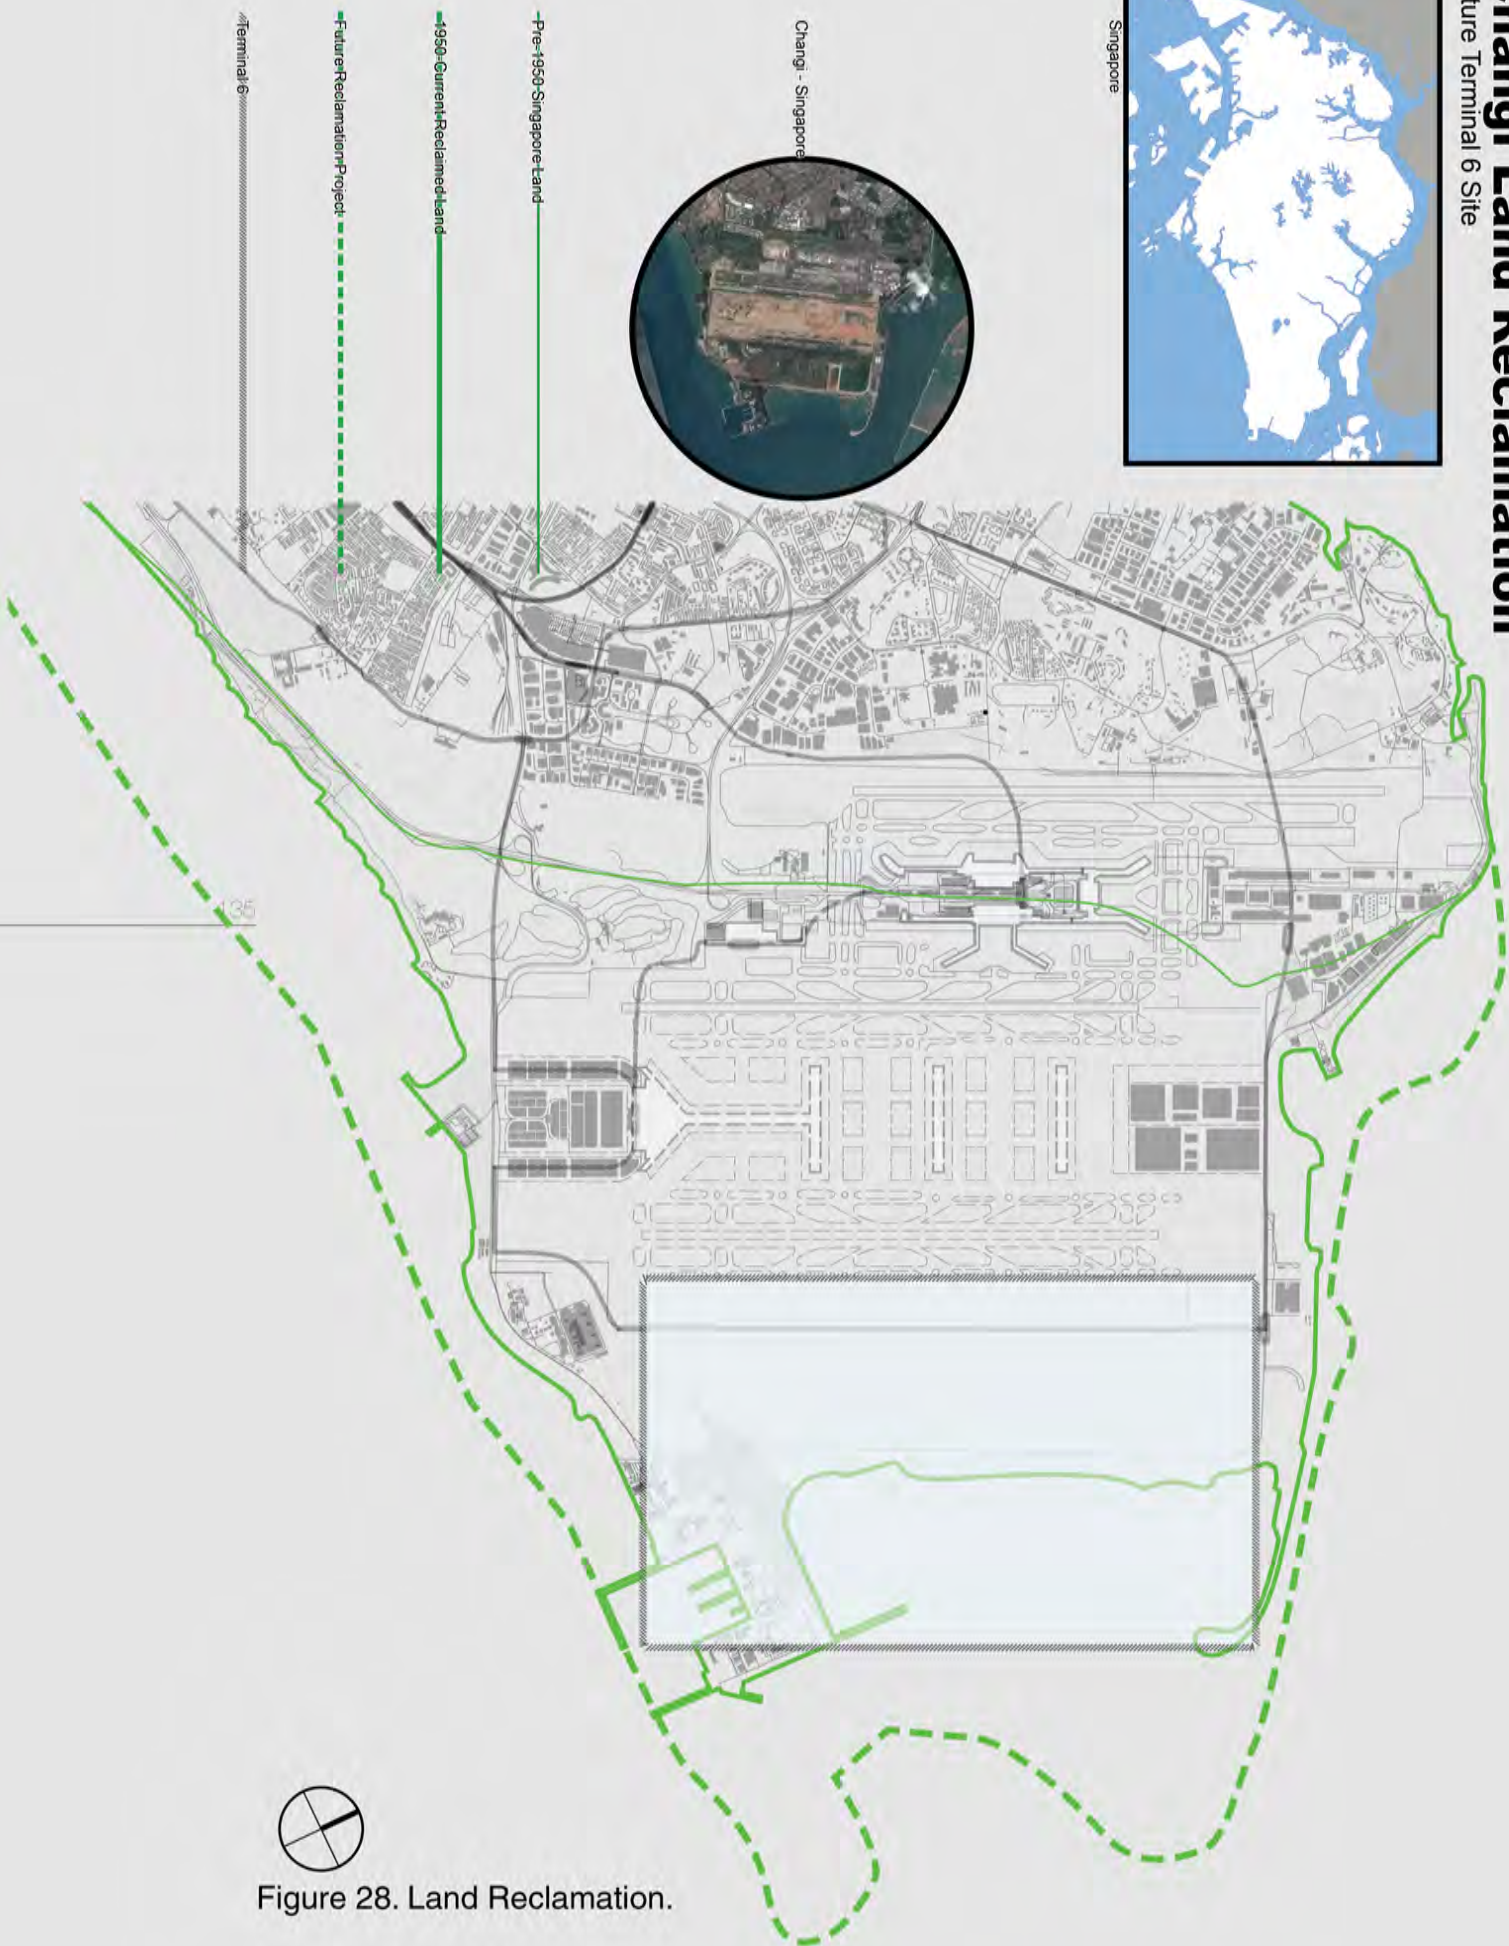 hangi Land Reclamation
ture Terminal 6 Site
Singapore
Changi - Singapore
Pre-1950 Singapore Land
1950-Current Reclaimed Land
Future Reclamation Project
Terminal 6
135
Figure 28. Land Reclamation.